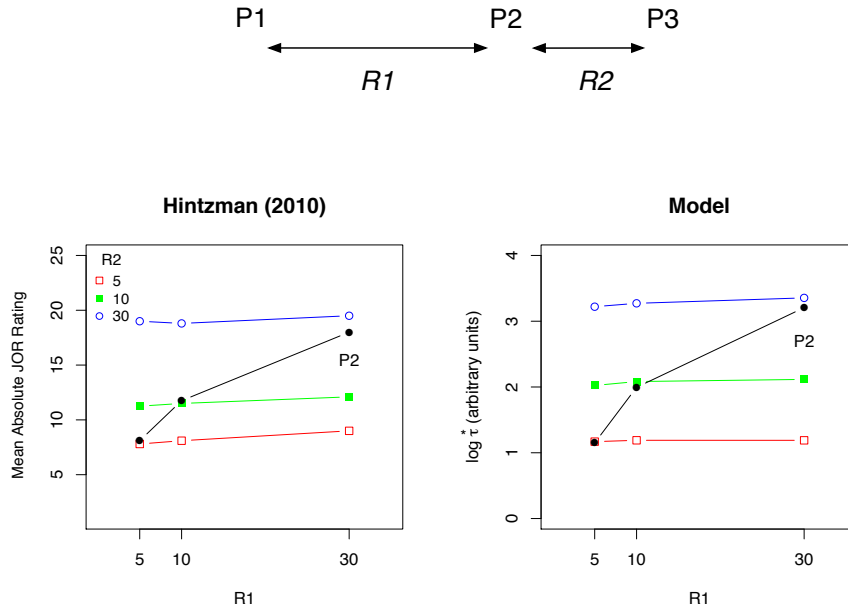 P1 P2 P3
R1 R2
Hintzman (2010)
Mean Absolute JOR Rating
25
20
15
10
5
R2
5
10
30
P2
5 10 30
R1
Model
log τ* (arbitrary units)
4
3
2
1
0
P2
5 10 30
R1